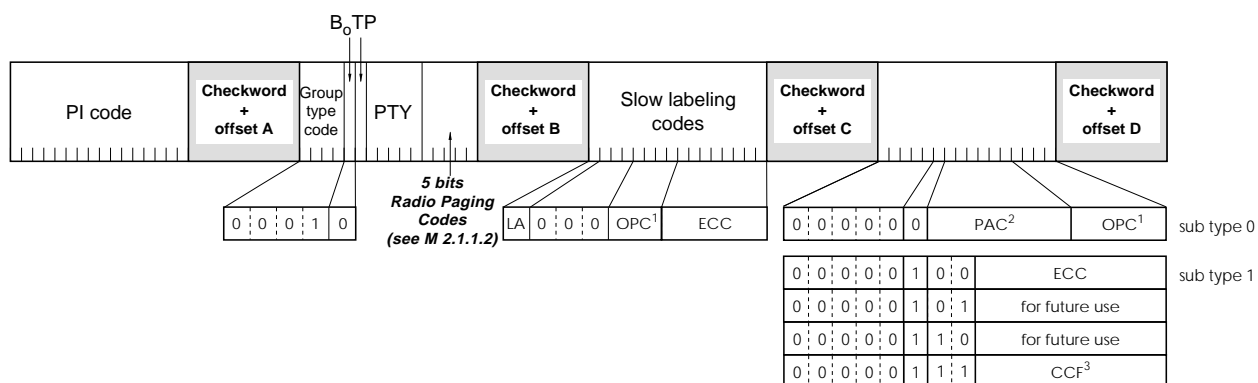 BoTP
PI code
Checkword
+
offset A
Group
type
code
PTY
Checkword
+
offset B
Slow labeling
codes
Checkword
+
offset C
Checkword
+
offset D
5 bits
Radio Paging
Codes
(see M 2.1.1.2)
0 0 0 1 0
LA 0 0 0 OPC1 ECC
0 0 0 0 0 0 PAC2 OPC1 sub type 0
0 0 0 0 0 1 0 0 ECC sub type 1
0 0 0 0 0 1 0 1 for future use
0 0 0 0 0 1 1 0 for future use
0 0 0 0 0 1 1 1 CCF3